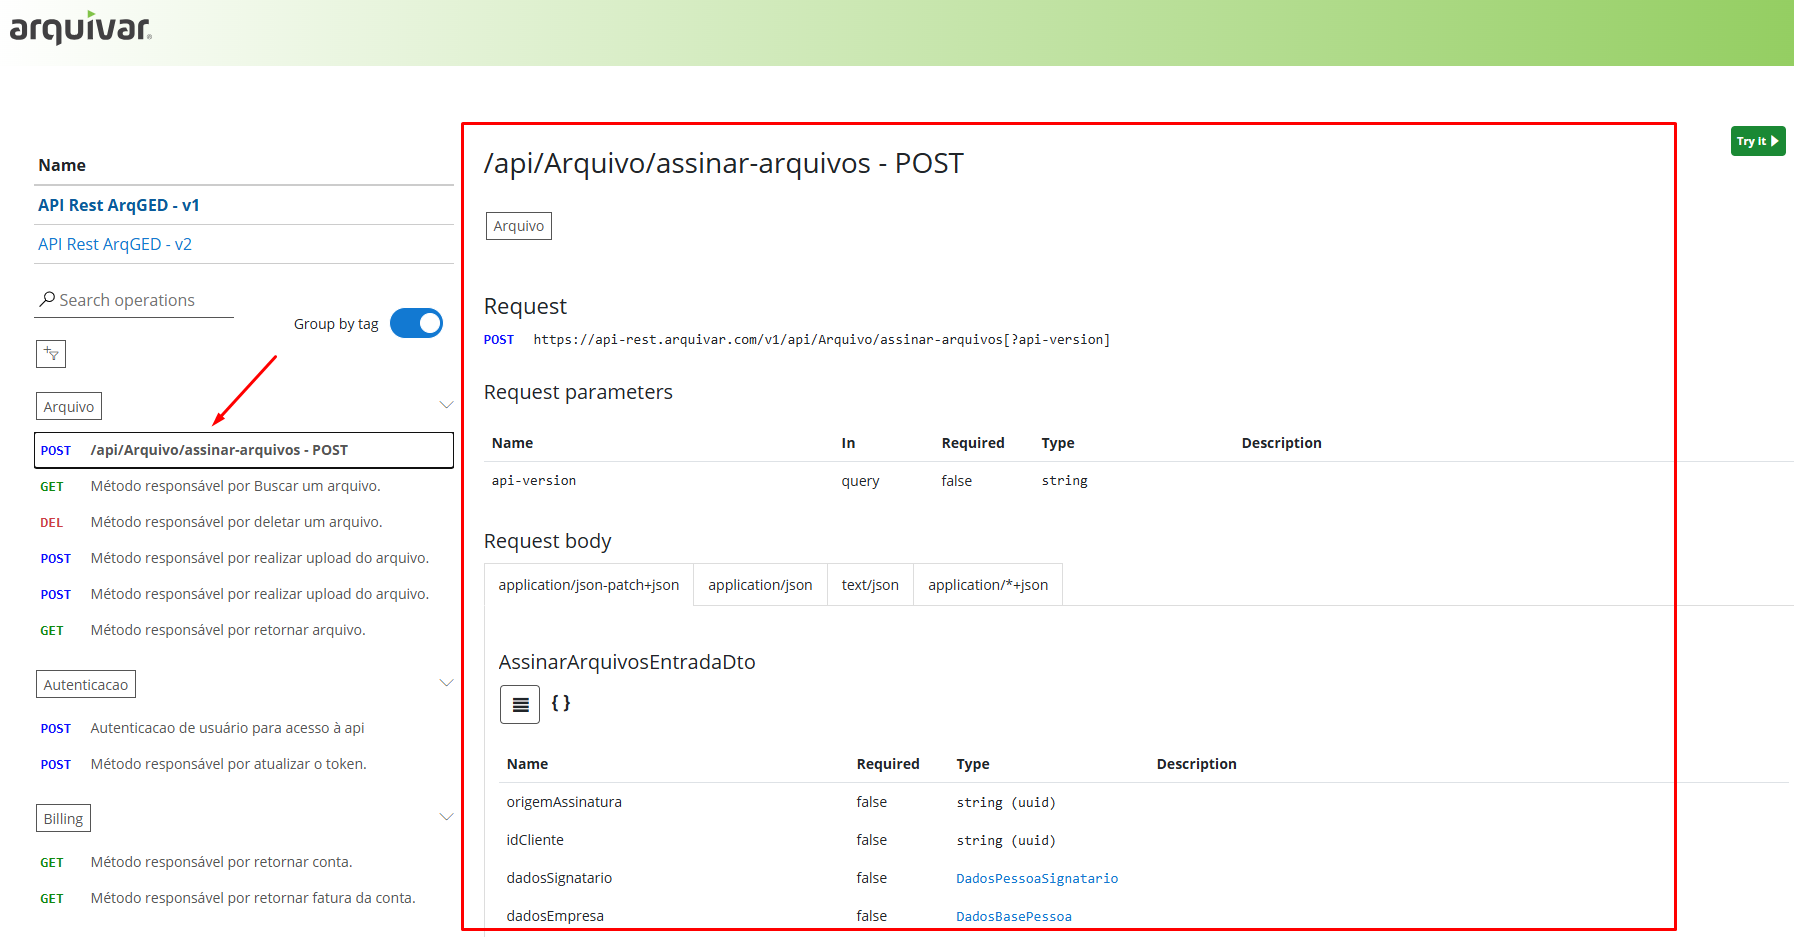 arquivar®
Try it
Name
API Rest ArqGED - v1
API Rest ArqGED - v2
Search operations
Group by tag
Arquivo
POST /api/Arquivo/assinar-arquivos - POST
GET Método responsável por Buscar um arquivo.
DEL Método responsável por deletar um arquivo.
POST Método responsável por realizar upload do arquivo.
POST Método responsável por realizar upload do arquivo.
GET Método responsável por retornar arquivo.
Autenticacao
POST Autenticacao de usuário para acesso à api
POST Método responsável por atualizar o token.
Billing
GET Método responsável por retornar conta.
GET Método responsável por retornar fatura da conta.
/api/Arquivo/assinar-arquivos - POST
Arquivo
Request
POST https://api-rest.arquivar.com/v1/api/Arquivo/assinar-arquivos[?api-version]
Request parameters
Name In Required Type Description
api-version query false string
Request body
application/json-patch+json application/json text/json application/*+json
AssinarArquivosEntradaDto
{ }
Name Required Type Description
origemAssinatura false string (uuid)
idCliente false string (uuid)
dadosSignatario false DadosPessoaSignatario
dadosEmpresa false DadosBasePessoa